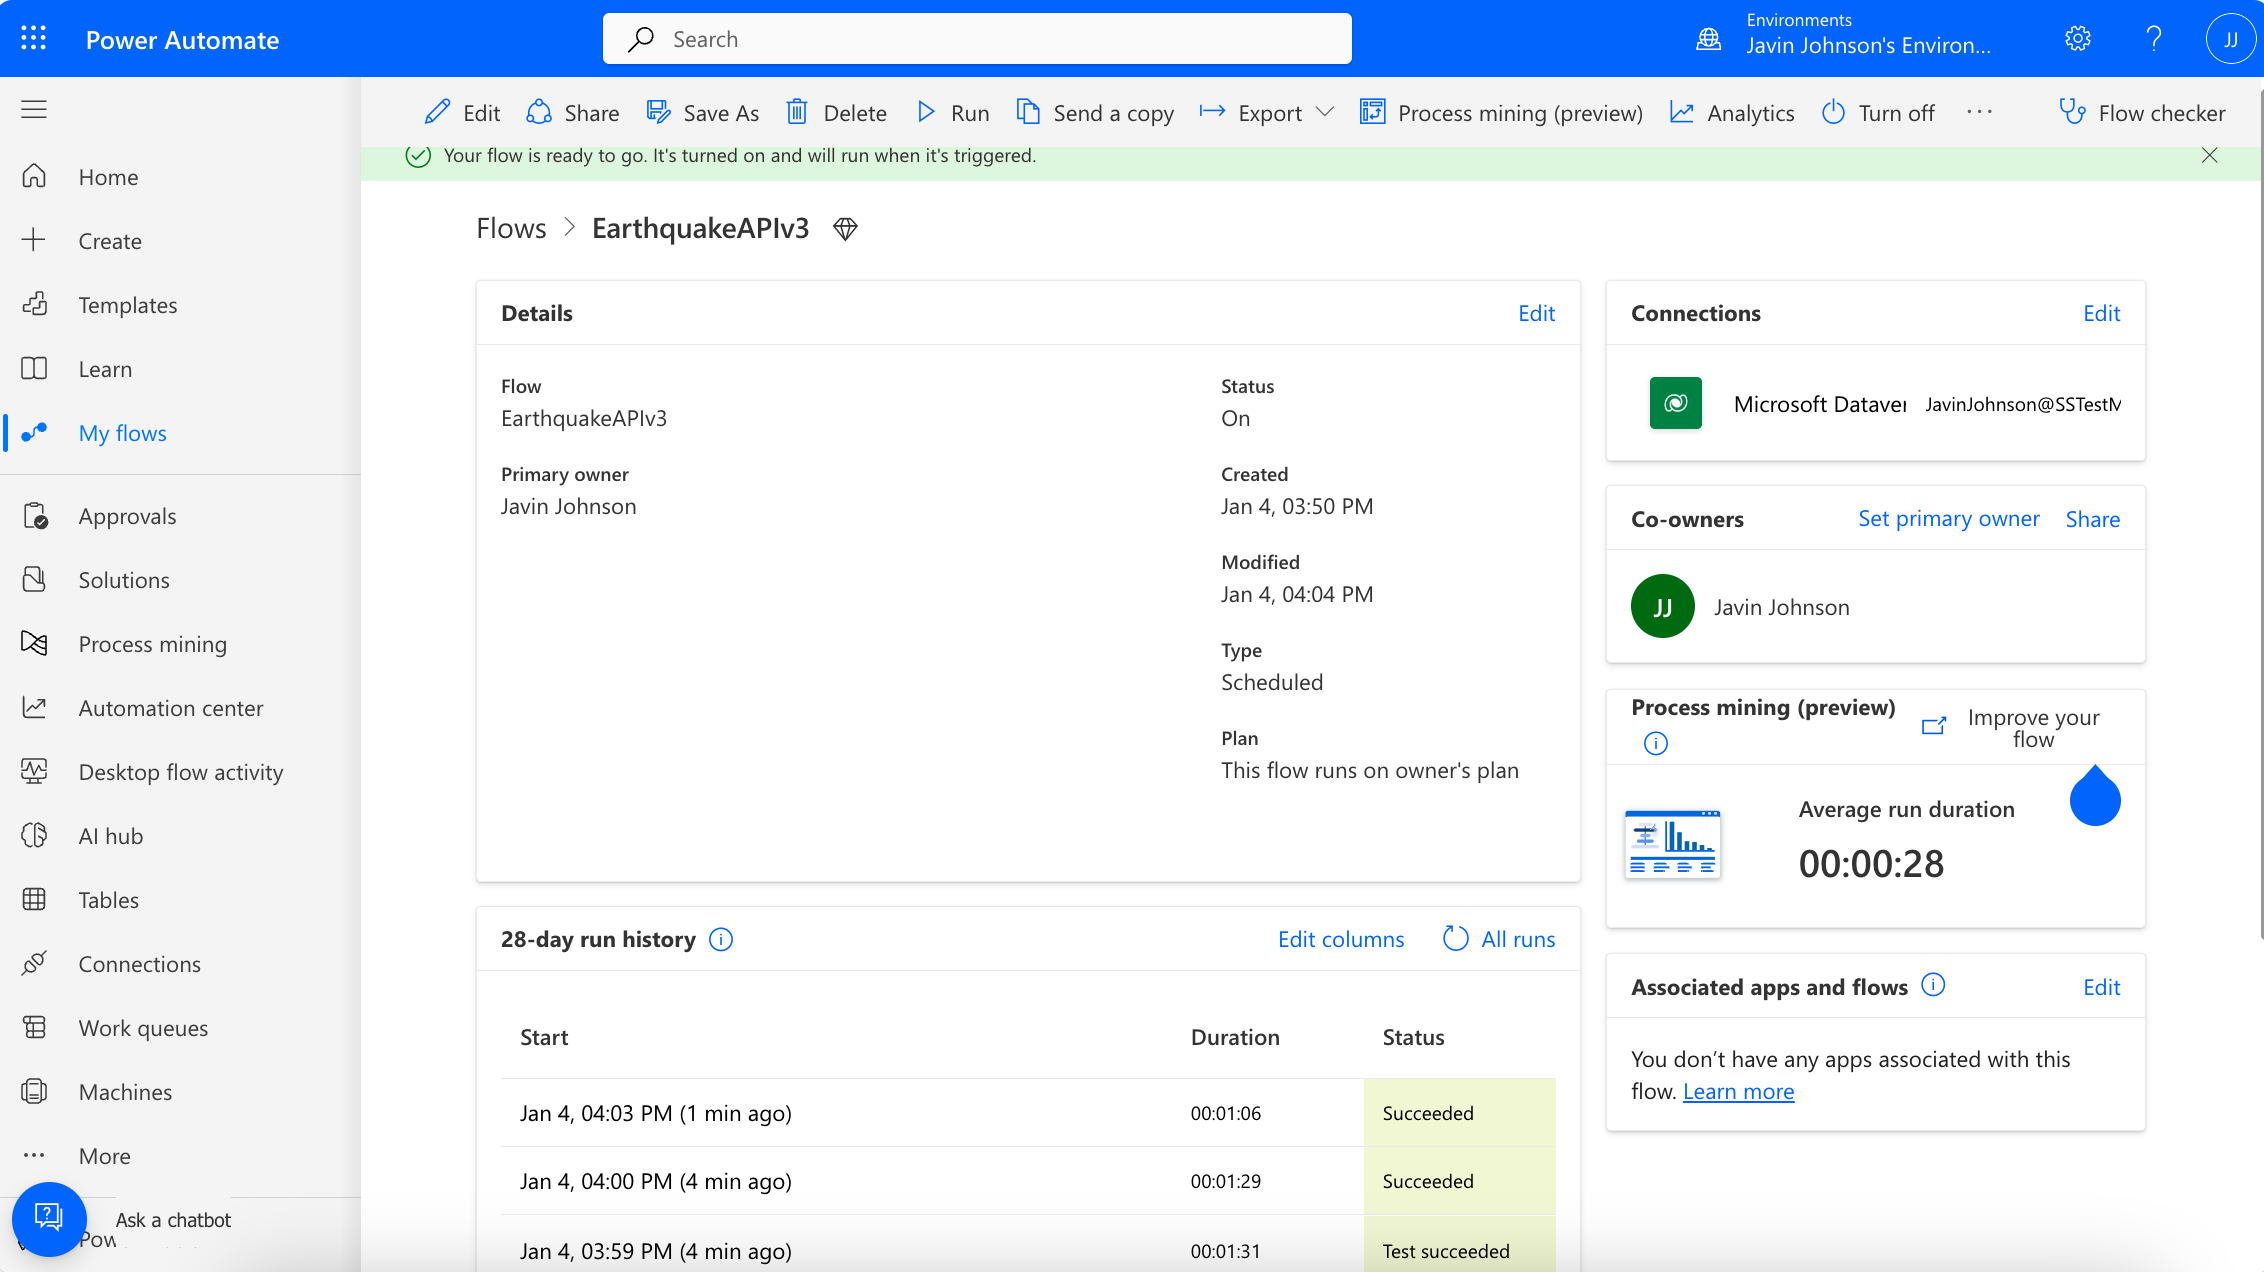 Power Automate
Search
Environments
Javin Johnson's Environ...
JJ
Edit
Share
Save As
Delete
Run
Send a copy
Export
Process mining (preview)
Analytics
Turn off
Flow checker
Your flow is ready to go. It's turned on and will run when it's triggered.
Home
Create
Templates
Learn
My flows
Approvals
Solutions
Process mining
Automation center
Desktop flow activity
AI hub
Tables
Connections
Work queues
Machines
More
Ask a chatbot
Pow
Flows > EarthquakeAPIv3
Details
Edit
Flow
EarthquakeAPIv3
Primary owner
Javin Johnson
Status
On
Created
Jan 4, 03:50 PM
Modified
Jan 4, 04:04 PM
Type
Scheduled
Plan
This flow runs on owner's plan
28-day run history
Edit columns
All runs
Start Duration Status
Jan 4, 04:03 PM (1 min ago) 00:01:06 Succeeded
Jan 4, 04:00 PM (4 min ago) 00:01:29 Succeeded
Jan 4, 03:59 PM (4 min ago) 00:01:31 Test succeeded
Connections
Edit
Microsoft Dataver JavinJohnson@SSTestM
Co-owners
Set primary owner
Share
JJ
Javin Johnson
Process mining (preview)
Improve your
flow
Average run duration
00:00:28
Associated apps and flows
Edit
You don’t have any apps associated with this
flow. Learn more